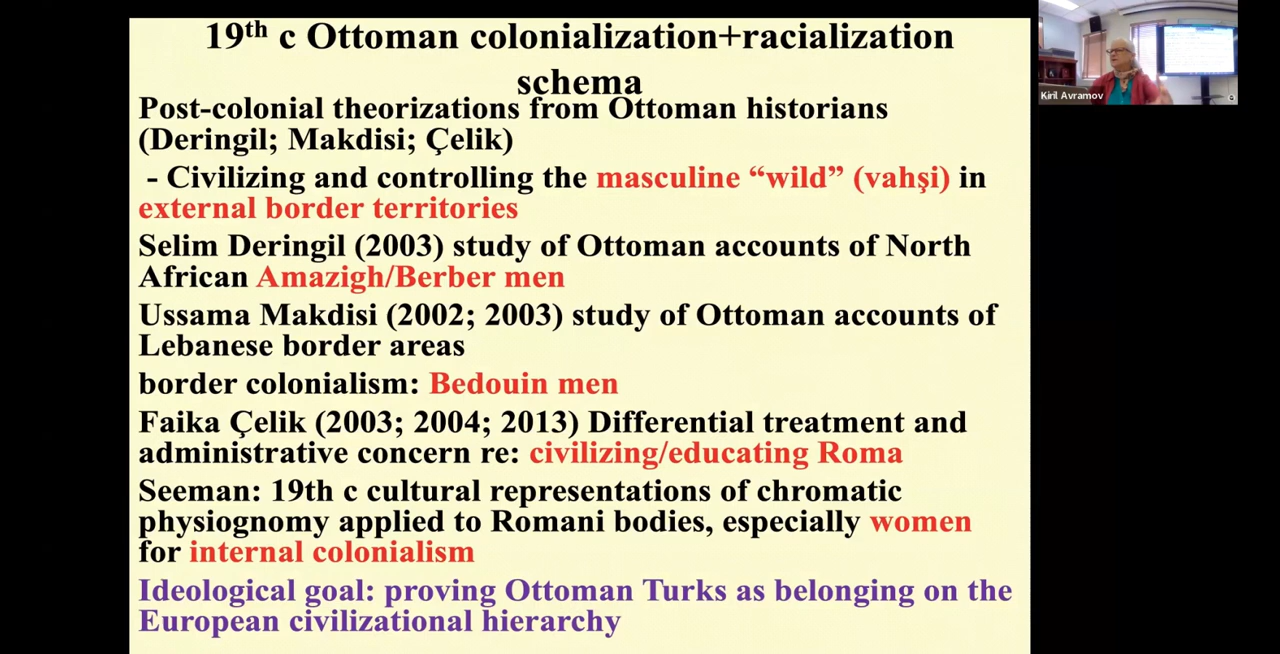 19th c Ottoman colonialization+racialization
schema
Post-colonial theorizations from Ottoman historians
(Deringil; Makdisi; Çelik)
- Civilizing and controlling the masculine “wild” (vahşi) in
external border territories
Selim Deringil (2003) study of Ottoman accounts of North
African Amazigh/Berber men
Ussama Makdisi (2002; 2003) study of Ottoman accounts of
Lebanese border areas
border colonialism: Bedouin men
Faika Çelik (2003; 2004; 2013) Differential treatment and
administrative concern re: civilizing/educating Roma
Seeman: 19th c cultural representations of chromatic
physiognomy applied to Romani bodies, especially women
for internal colonialism
Ideological goal: proving Ottoman Turks as belonging on the
European civilizational hierarchy
Kiril Avramov